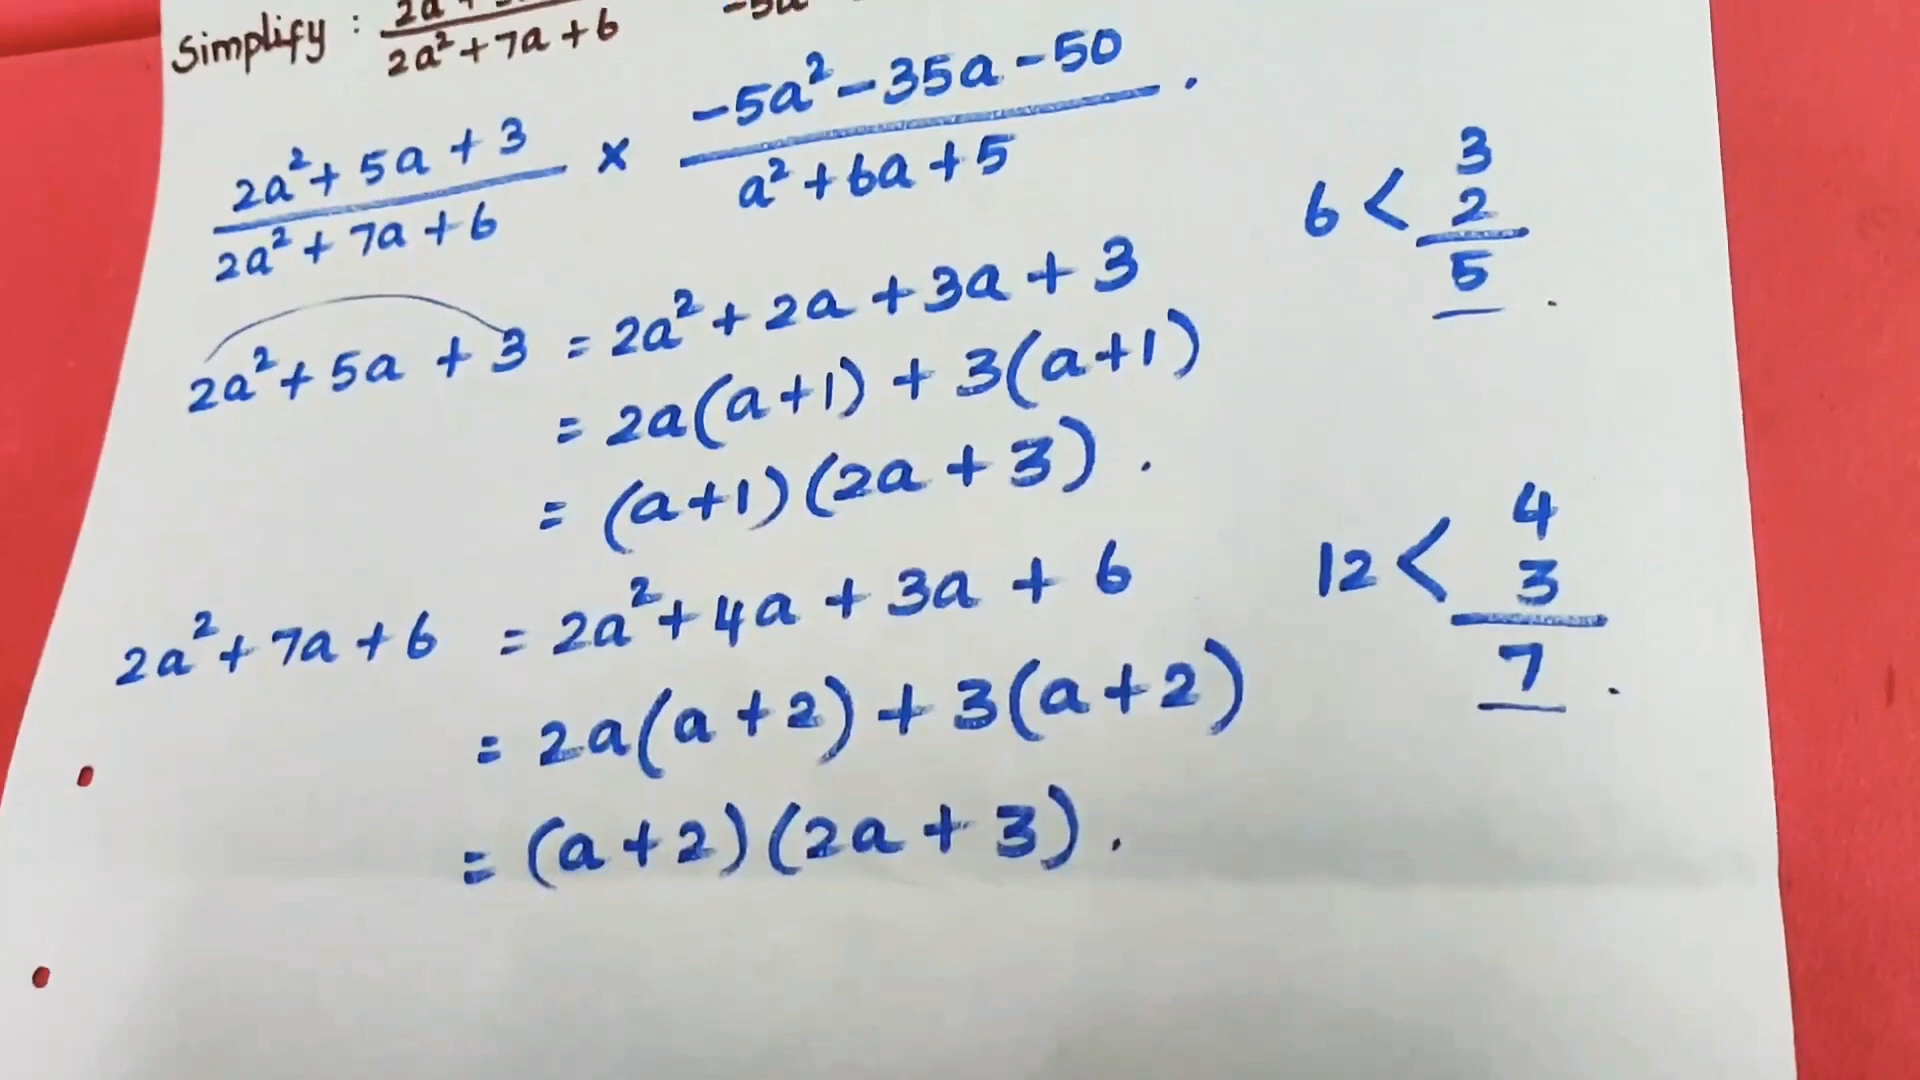 Simplify : 2a / 2a² + 7a + 6 -5a
2a² + 5a + 3 / 2a² + 7a + 6 × -5a² - 35a - 50 / a² + 6a + 5 .
6 < 3 2 5 .
2a² + 5a + 3 = 2a² + 2a + 3a + 3
= 2a(a+1) + 3(a+1)
= (a+1)(2a+3) .
2a² + 7a + 6 = 2a² + 4a + 3a + 6
12 < 4 3 7 .
= 2a(a+2) + 3(a+2)
= (a+2)(2a+3) .